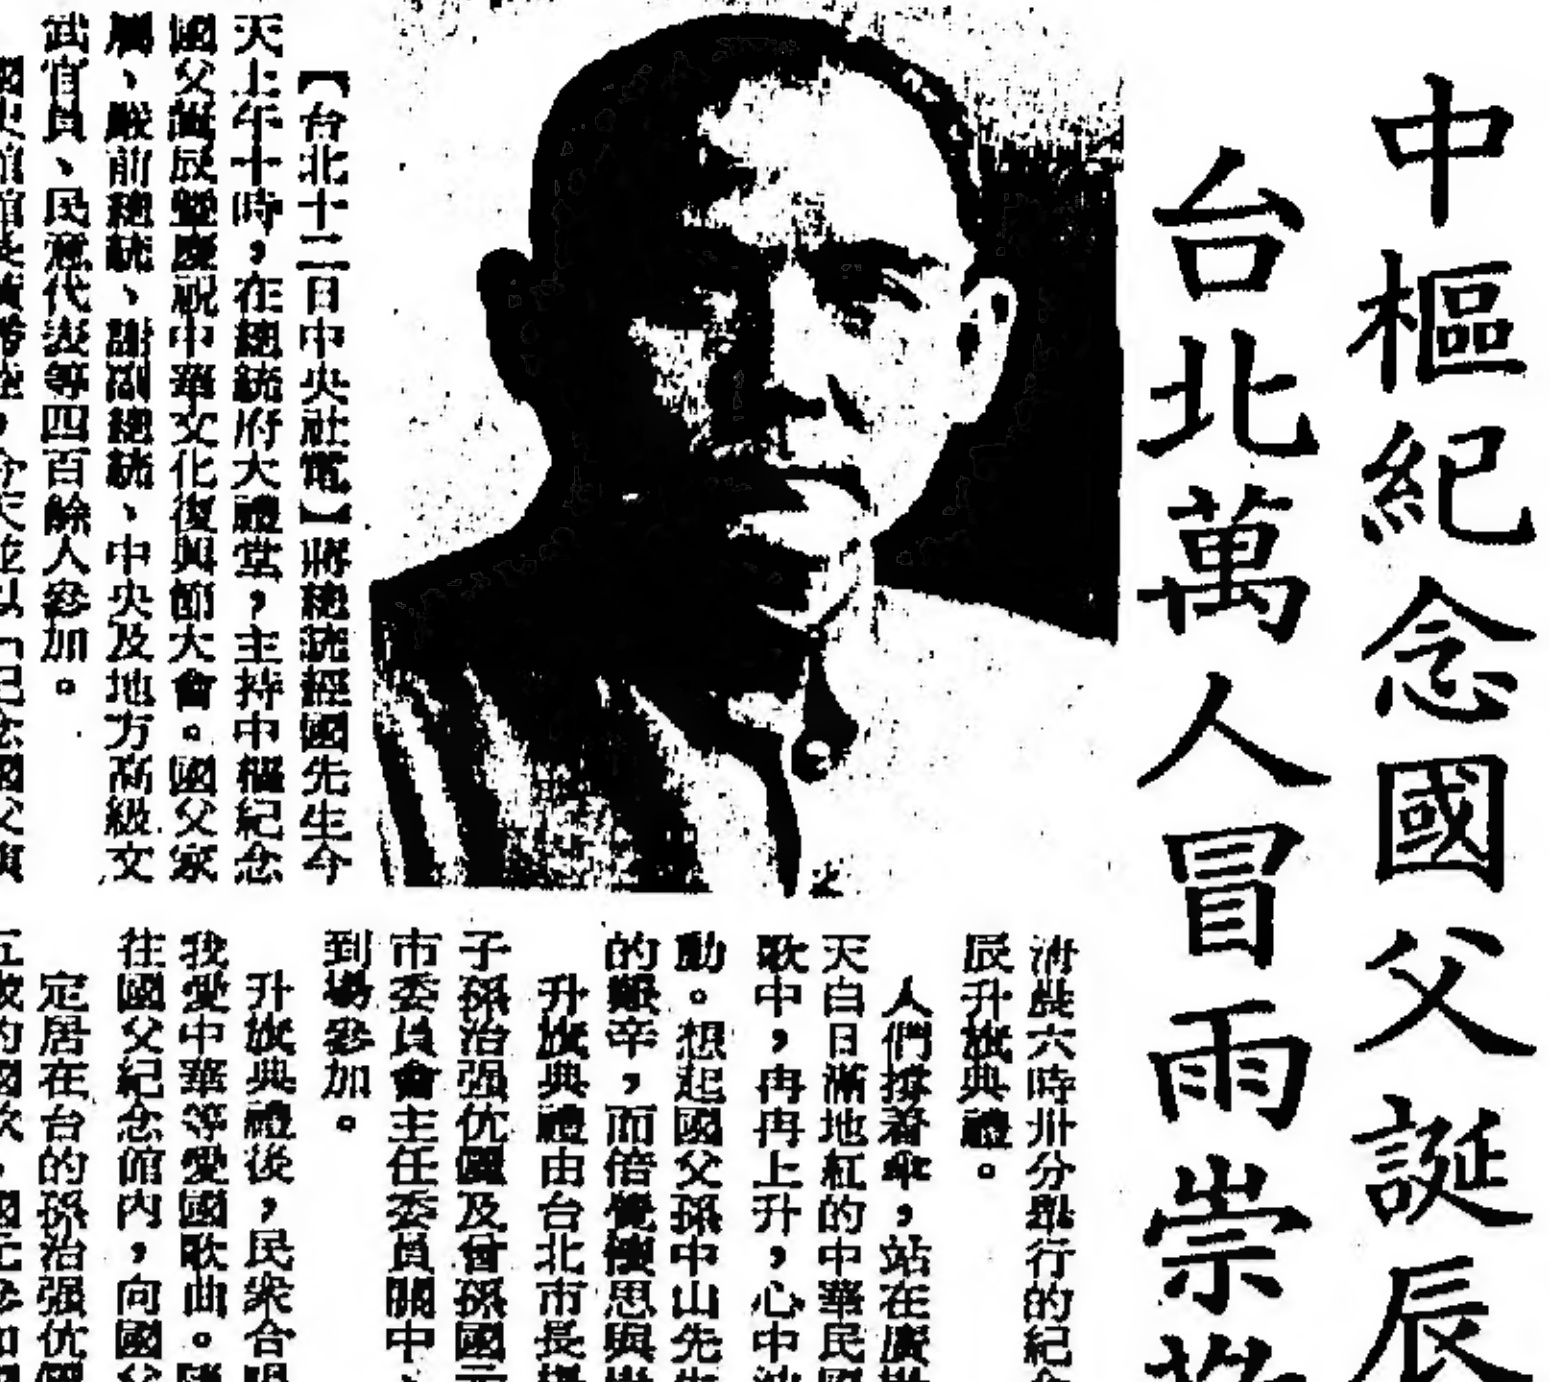 中樞紀念國父誕辰
台北萬人冒雨崇
【台北十二日中央社電】蔣總統經國先生今
天上午十時，在總統府大禮堂，主持中樞紀念
國父誕辰暨慶祝中華文化復興節大會。國父家
屬、嚴前總統、謝副總統、中央及地方高級文
武官員、民意代表等四百餘人參加。
今天並以「紀念國父
清晨六時卅分舉行的紀
辰升旗典禮。
人們撐着傘，站在廣
天白日滿地紅的中華民國
歌中，冉冉上升，心中
動。想起國父孫中山先生
的艱辛，而倍覺懷思與
升旗典禮由台北市長
子孫治强伉儷及曾孫國元
市委員會主任委員關中、
到場參加。
升旗典禮後，民衆合唱
我愛中華等愛國歌曲。
往國父紀念館內，向國父
定居在台的孫治强伉儷